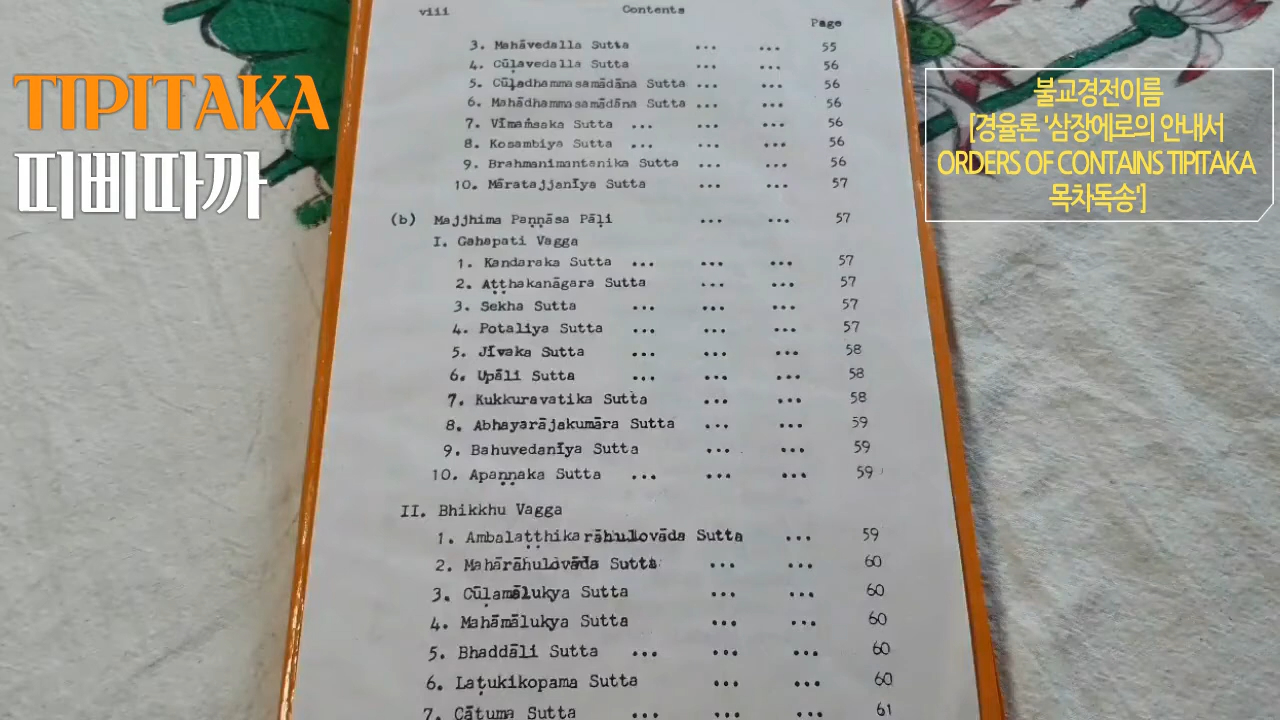 TIPITAKA
띠삐따까
불교경전이름
[경율론 '삼장에로의 안내서
ORDERS OF CONTAINS TIPITAKA
목차독송']
viii Contents
Page
3. Mahāvedalla Sutta ... ... 55
4. Cūḷavedalla Sutta ... ... 56
5. Cūḷadhammasamādāna Sutta ... ... 56
6. Mahādhammasamādāna Sutta ... ... 56
7. Vīmaṁsaka Sutta ... ... ... 56
8. Kosambiya Sutta ... ... ... 56
9. Brahmanimantanika Sutta ... ... 56
10. Māratajjanīya Sutta ... ... 57
(b) Majjhima Paṇṇāsa Pāḷi ... ... 57
I. Gahapati Vagga
1. Kandaraka Sutta ... ... ... 57
2. Aṭṭhakanāgara Sutta ... ... 57
3. Sekha Sutta ... ... ... 57
4. Potaliya Sutta ... ... ... 57
5. Jīvaka Sutta ... ... ... 58
6. Upāli Sutta ... ... ... 58
7. Kukkuravatika Sutta ... ... 58
8. Abhayarājakumāra Sutta ... ... 59
9. Bahuvedanīya Sutta ... ... 59
10. Apaṇṇaka Sutta ... ... ... 59
II. Bhikkhu Vagga
1. Ambalaṭṭhikarāhulovāda Sutta ... 59
2. Mahārāhulovāda Sutta ... ... 60
3. Cūḷamālukya Sutta ... ... 60
4. Mahāmālukya Sutta ... ... 60
5. Bhaddāli Sutta ... ... ... 60
6. Laṭukikopama Sutta ... ... 60
7. Cātuma Sutta ... ... ... 61